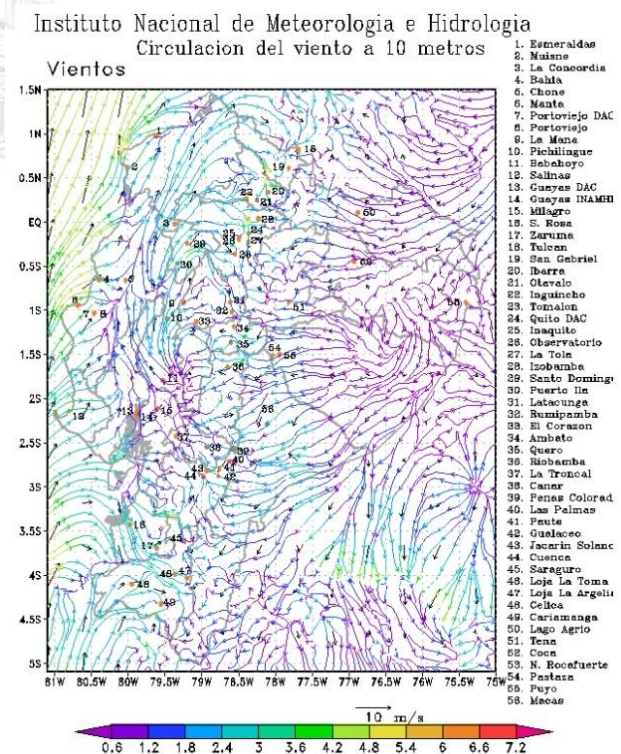 Instituto Nacional de Meteorologia e Hidrologia
Circulacion del viento a 10 metros
Vientos
1. Esmeraldas
2. Muisne
3. La Concordia
4. Bahia
5. Chone
6. Manta
7. Portoviejo DAC
8. Portoviejo
9. La Mana
10. Pichilingue
11. Babahoyo
12. Salinas
13. Guayas DAC
14. Guayas INAMHI
15. Milagro
16. S. Rosa
17. Zaruma
18. Tulcan
19. San Gabriel
20. Ibarra
21. Otavalo
22. Inguincho
23. Tomalon
24. Quito DAC
25. Inaquito
26. Observatorio
27. La Tola
28. Izobamba
29. Santo Doming
30. Puerto Ila
31. Latacunga
32. Rumipamba
33. El Corazon
34. Ambato
35. Quero
36. Riobamba
37. La Troncal
38. Canar
39. Penas Colorad
40. Las Palmas
41. Paute
42. Gualaceo
43. Jacarin Solano
44. Cuenca
45. Saraguro
46. Loja La Toma
47. Loja La Argeli
48. Celica
49. Cariamanga
50. Lago Agrio
51. Tena
52. Coca
53. N. Rocafuerte
54. Pastaza
55. Puyo
56. Macas
1.5N
1N
0.5N
EQ
0.5S
1S
1.5S
2S
2.5S
3S
3.5S
4S
4.5S
5S
81W 80.5W 80W 79.5W 79W 78.5W 78W 77.5W 77W 76.5W 76W 75.5W 75W
10 m/s
0.6 1.2 1.8 2.4 3 3.6 4.2 4.8 5.4 6 6.6 7.2